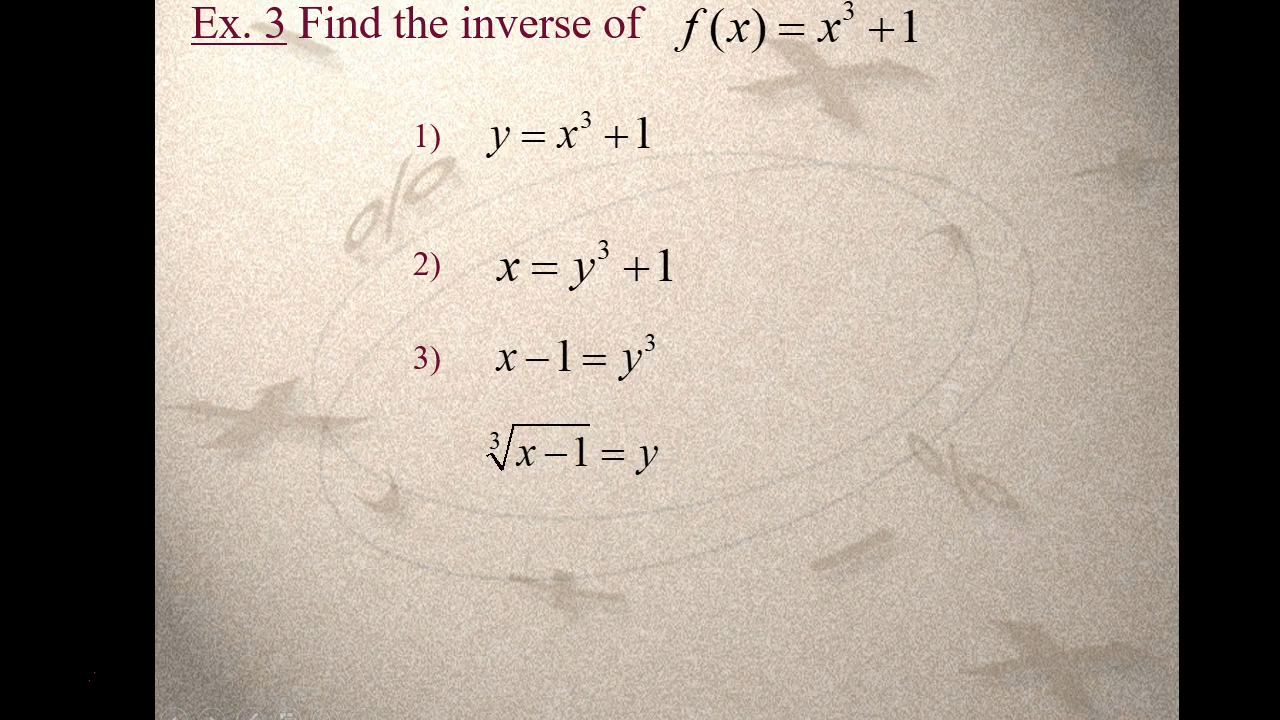 Ex. 3 Find the inverse of f(x) = x³ + 1
1) y = x³ + 1
2) x = y³ + 1
3) x − 1 = y³
∛(x − 1) = y